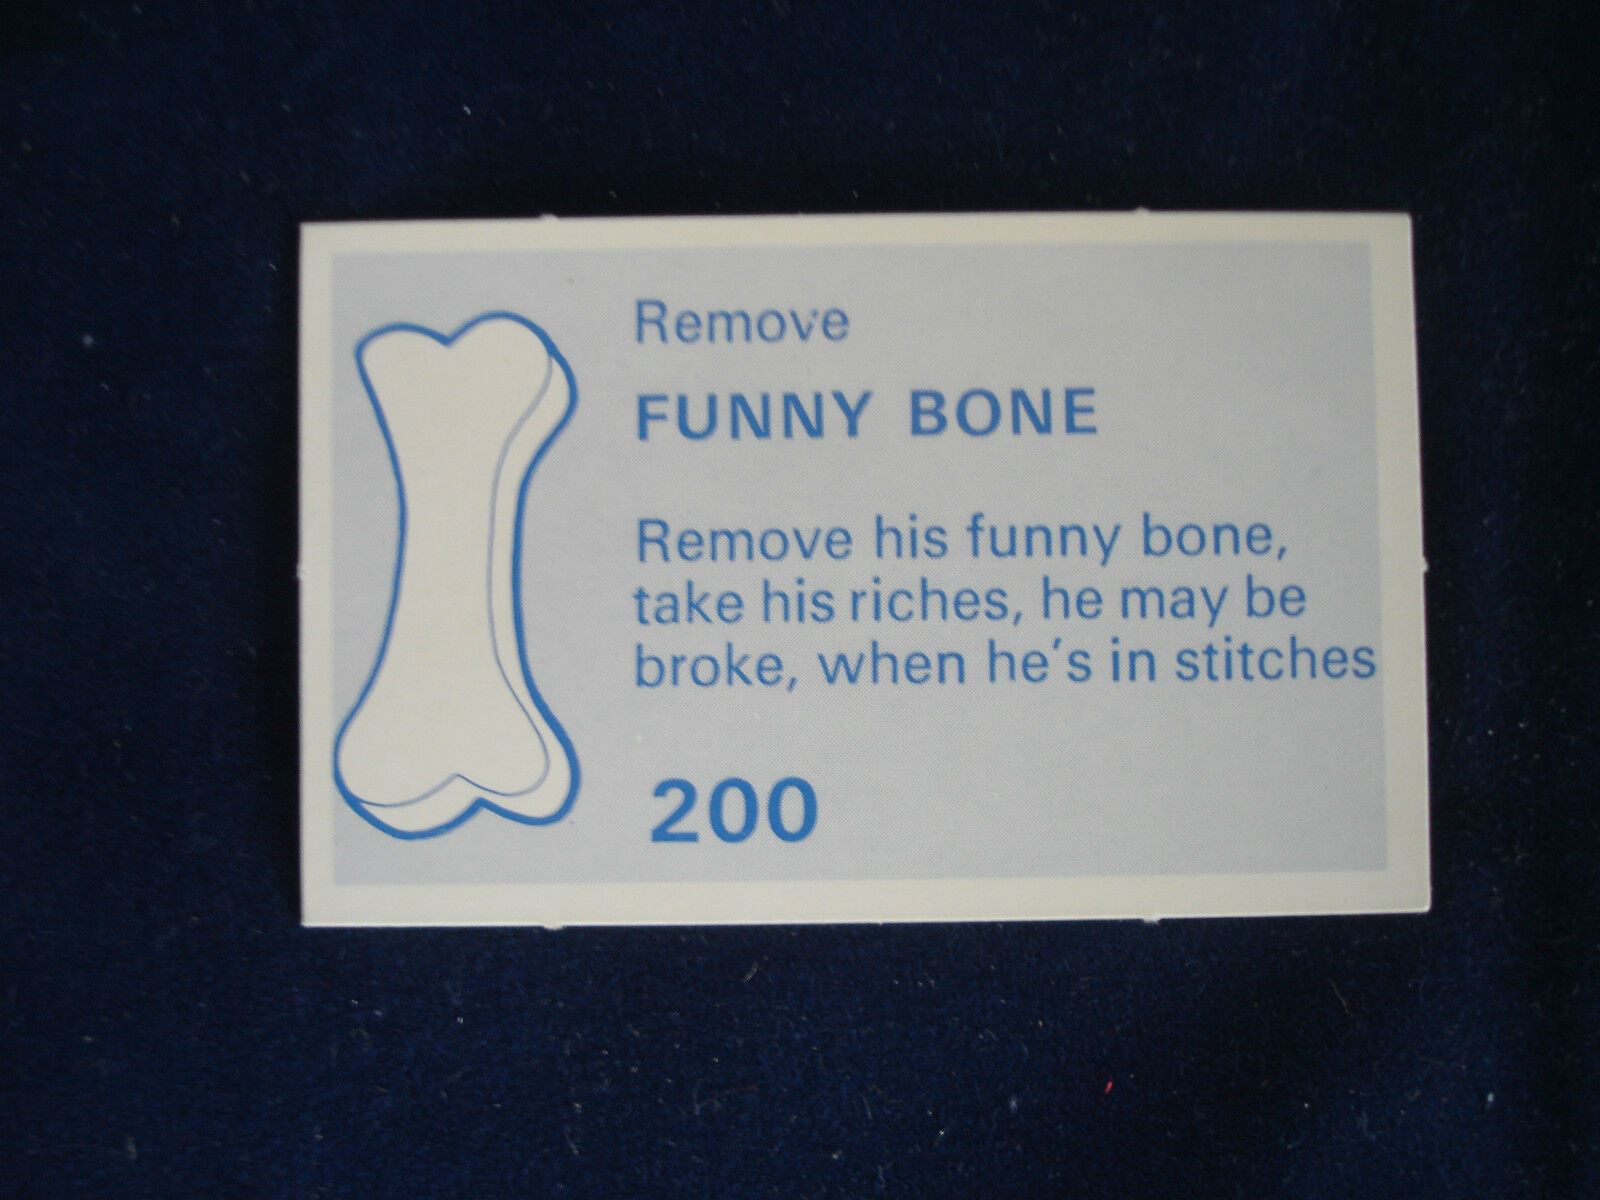 Remove
FUNNY BONE
Remove his funny bone,
take his riches, he may be
broke, when he's in stitches
200